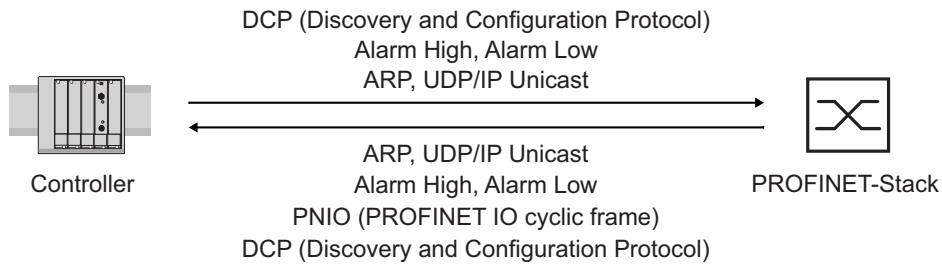 DCP (Discovery and Configuration Protocol)
Alarm High, Alarm Low
ARP, UDP/IP Unicast
Controller
PROFINET-Stack
ARP, UDP/IP Unicast
Alarm High, Alarm Low
PNIO (PROFINET IO cyclic frame)
DCP (Discovery and Configuration Protocol)